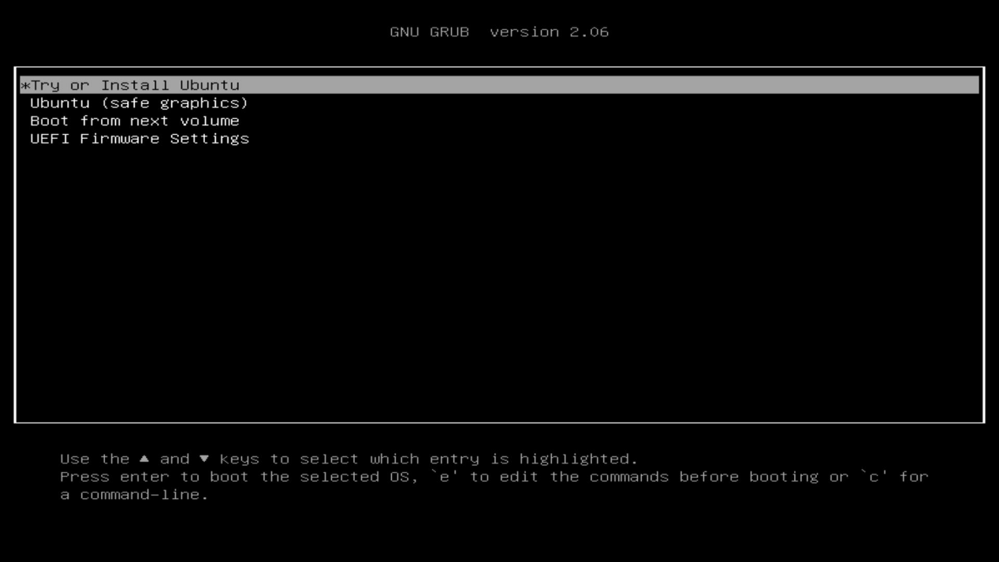 GNU GRUB  version 2.06
*Try or Install Ubuntu
Ubuntu (safe graphics)
Boot from next volume
UEFI Firmware Settings
Use the ▲ and ▼ keys to select which entry is highlighted.
Press enter to boot the selected OS, `e' to edit the commands before booting or `c' for
a command-line.